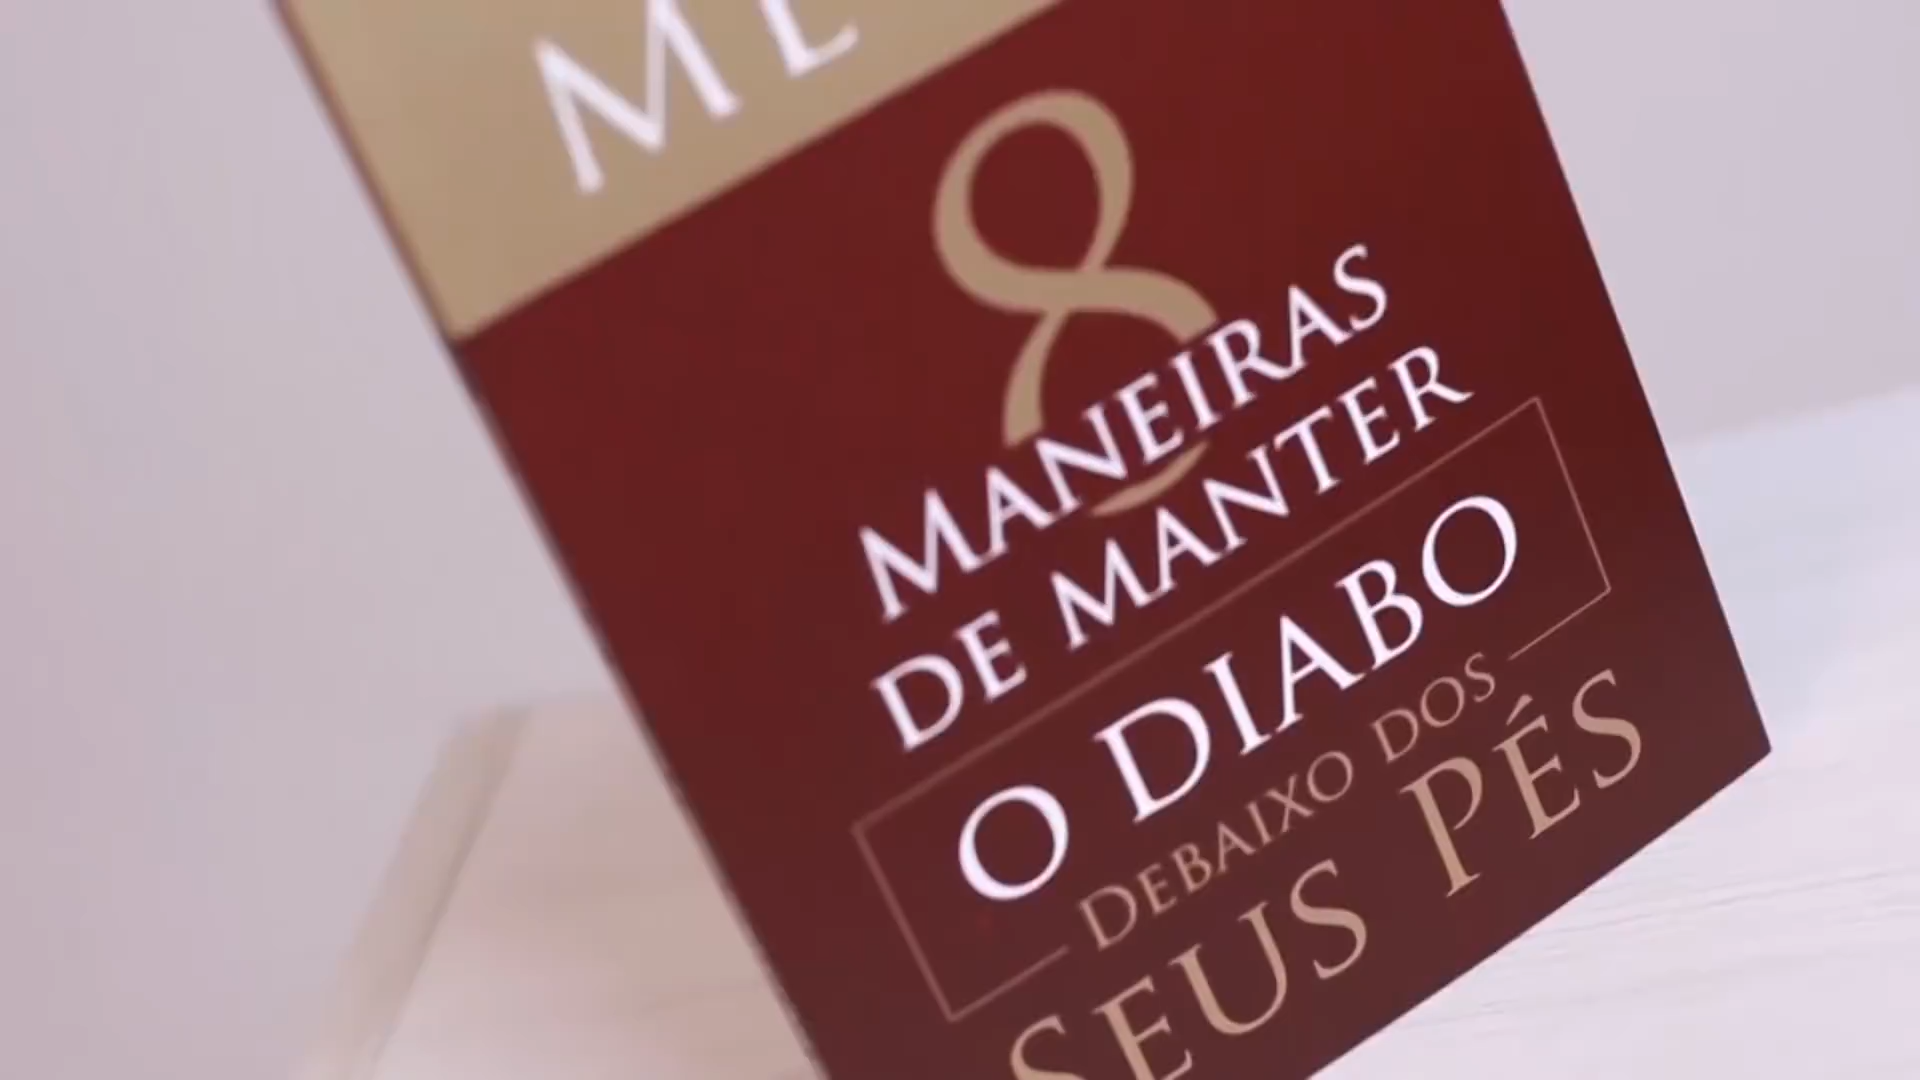 8
MANEIRAS
DE MANTER
O DIABO
DEBAIXO DOS
SEUS PÉS